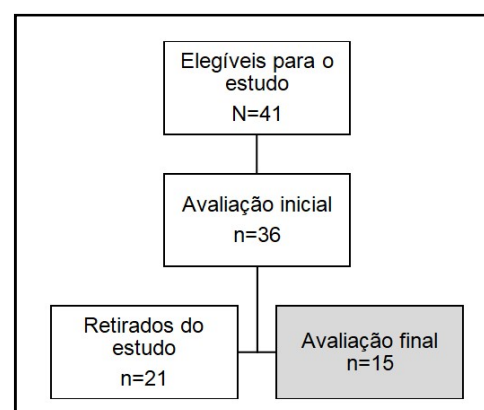 Elegíveis para o
estudo
N=41
Avaliação inicial
n=36
Retirados do
estudo
n=21
Avaliação final
n=15